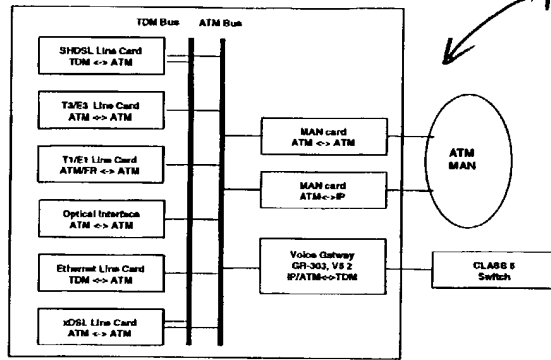 TDM Bus ATM Bus
SHDSL Line Card
TDM <-> ATM
T3/E3 Line Card
ATM <-> ATM
T1/E1 Line Card
ATM/FR <-> ATM
Optical Interface
ATM <-> ATM
Ethernet Line Card
TDM <-> ATM
xDSL Line Card
ATM <-> ATM
MAN card
ATM <-> ATM
MAN card
ATM<->IP
Voice Gatway
GR-303, V5 2
IP/ATM<->TDM
ATM
MAN
CLASS 5
Switch